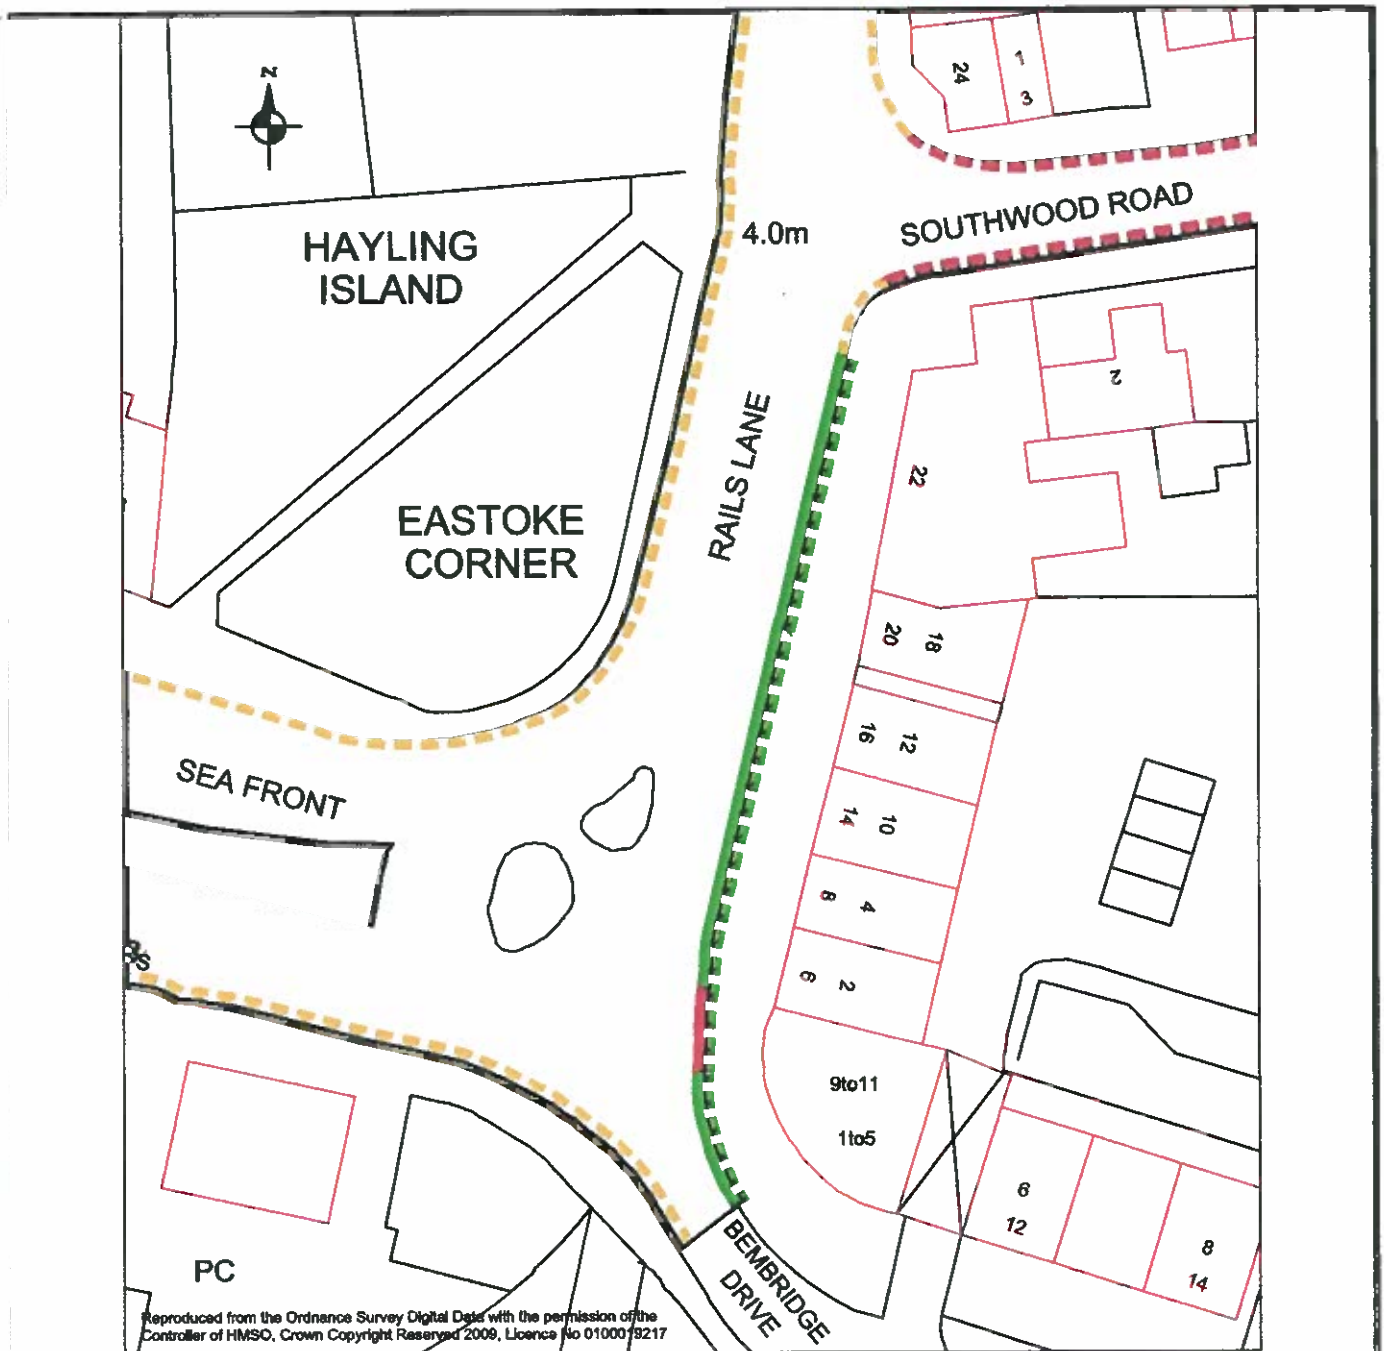 N
24
1
3
HAYLING
ISLAND
4.0m
SOUTHWOOD ROAD
2
RAILS LANE
22
EASTOKE
CORNER
20
18
16
12
SEA FRONT
14
10
8
4
6
2
9to11
1to5
6
12
8
14
PC
BEMBRIDGE
DRIVE
Reproduced from the Ordnance Survey Digital Data with the permission of the
Controller of HMSO, Crown Copyright Reserved 2009, Licence No 0100019217